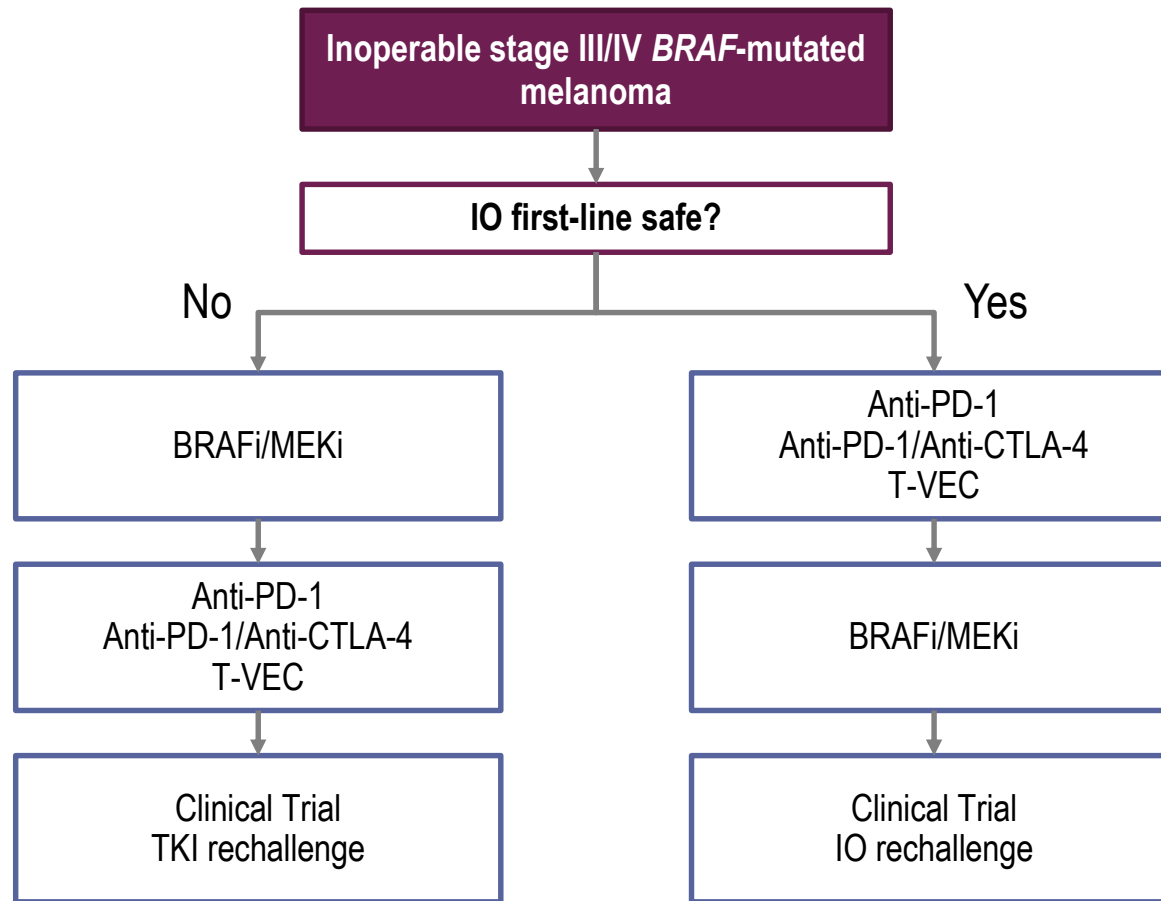 Inoperable stage III/IV BRAF-mutated
melanoma
IO first-line safe?
No
Yes
BRAFi/MEKi
Anti-PD-1
Anti-PD-1/Anti-CTLA-4
T-VEC
Anti-PD-1
Anti-PD-1/Anti-CTLA-4
T-VEC
BRAFi/MEKi
Clinical Trial
TKI rechallenge
Clinical Trial
IO rechallenge